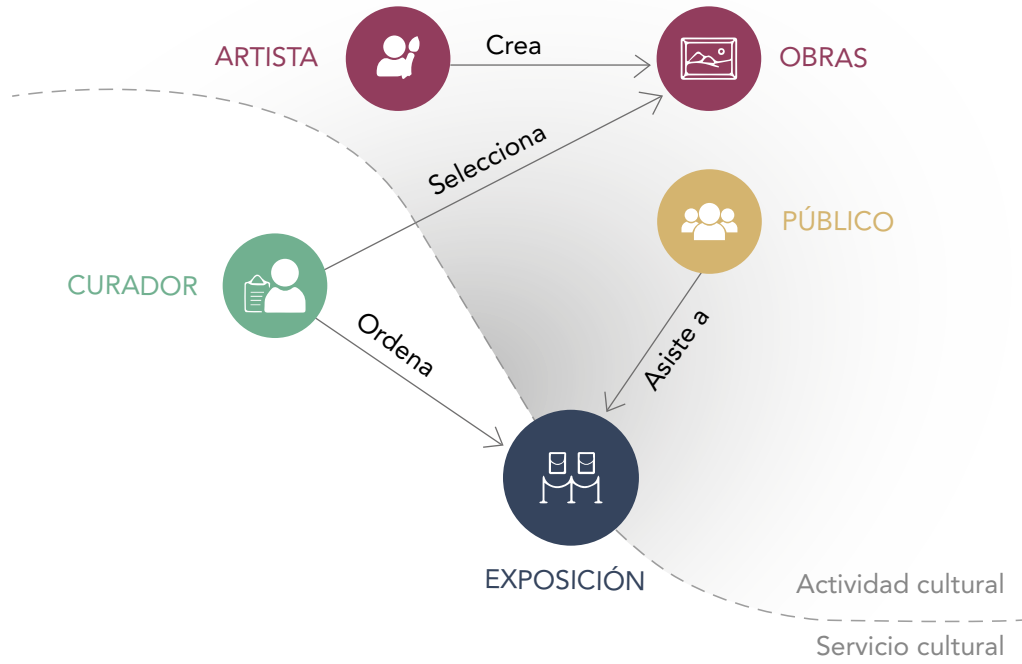 ARTISTA
Crea
OBRAS
Selecciona
PÚBLICO
CURADOR
Ordena
Asiste a
EXPOSICIÓN
Actividad cultural
Servicio cultural